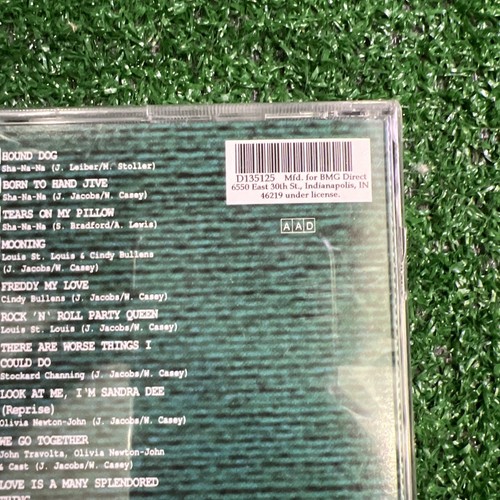 HOUND DOG
Sha-Na-Na (J. Leiber/M. Stoller)
BORN TO HAND JIVE
Sha-Na-Na (J. Jacobs/W. Casey)
TEARS ON MY PILLOW
Sha-Na-Na (S. Bradford/A. Lewis)
MOONING
Louis St. Louis & Cindy Bullens
(J. Jacobs/W. Casey)
FREDDY MY LOVE
Cindy Bullens (J. Jacobs/W. Casey)
ROCK 'N' ROLL PARTY QUEEN
Louis St. Louis (J. Jacobs/W. Casey)
THERE ARE WORSE THINGS I
COULD DO
Stockard Channing (J. Jacobs/W. Casey)
LOOK AT ME, I'M SANDRA DEE
(Reprise)
Olivia Newton-John (J. Jacobs/W. Casey)
WE GO TOGETHER
John Travolta, Olivia Newton-John
& Cast (J. Jacobs/W. Casey)
LOVE IS A MANY SPLENDORED
THING
D135125 Mfd. for BMG Direct
6550 East 30th St., Indianapolis, IN
46219 under license.
AAD